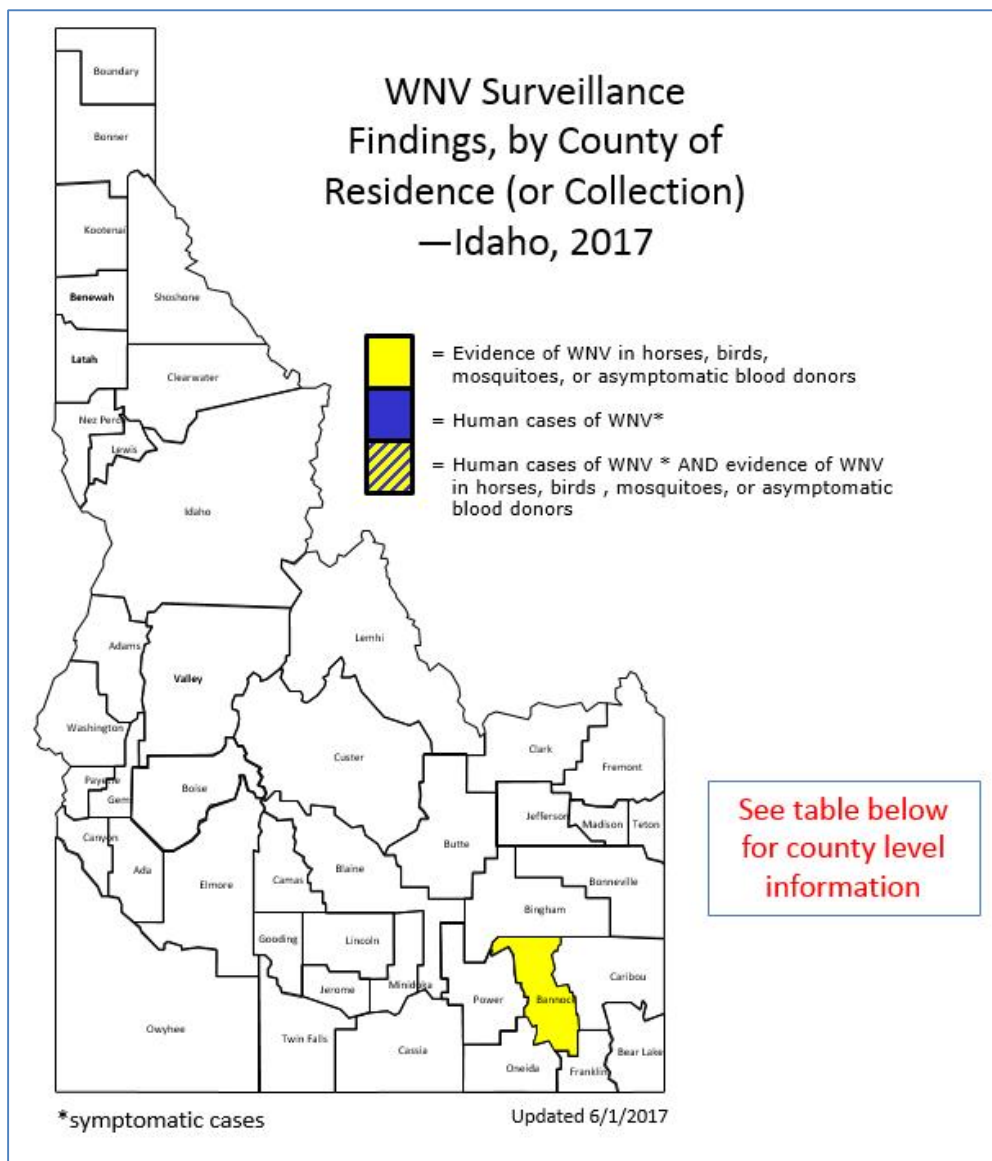 WNV Surveillance
Findings, by County of
Residence (or Collection)
—Idaho, 2017
= Evidence of WNV in horses, birds,
mosquitoes, or asymptomatic blood donors
= Human cases of WNV*
= Human cases of WNV * AND evidence of WNV
in horses, birds , mosquitoes, or asymptomatic
blood donors
Boundary
Bonner
Kootenai
Benewah
Shoshone
Latah
Clearwater
Nez Perc
Lewis
Idaho
Lemhi
Adams
Valley
Washington
Custer
Clark
Fremont
Payette
Gem
Boise
Jefferson
Madison
Teton
Canyon
Ada
Elmore
Camas
Blaine
Butte
Bonneville
Bingham
Gooding
Lincoln
Caribou
Jerome
Minidoka
Power
Bannock
Owyhee
Twin Falls
Cassia
Oneida
Franklin
Bear Lake
See table below
for county level
information
*symptomatic cases
Updated 6/1/2017